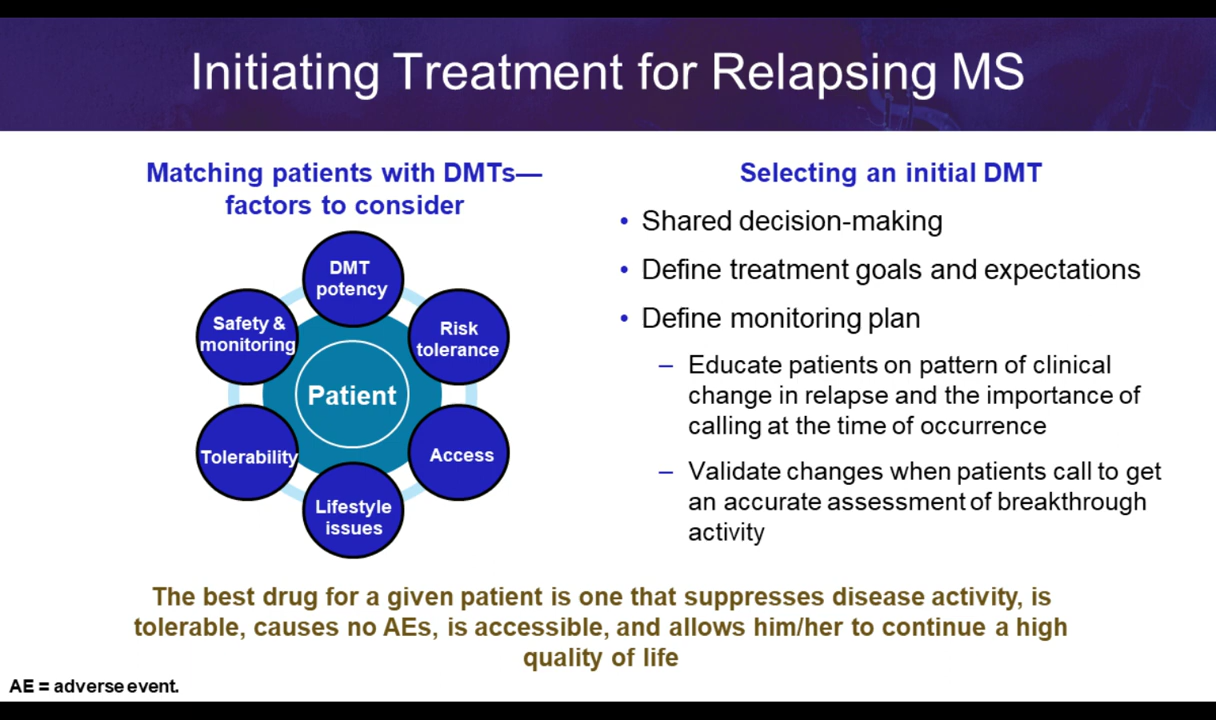 Initiating Treatment for Relapsing MS
Matching patients with DMTs—
factors to consider
DMT
potency
Risk
tolerance
Access
Lifestyle
issues
Tolerability
Safety &
monitoring
Patient
Selecting an initial DMT
• Shared decision-making
• Define treatment goals and expectations
• Define monitoring plan
– Educate patients on pattern of clinical
change in relapse and the importance of
calling at the time of occurrence
– Validate changes when patients call to get
an accurate assessment of breakthrough
activity
The best drug for a given patient is one that suppresses disease activity, is
tolerable, causes no AEs, is accessible, and allows him/her to continue a high
quality of life
AE = adverse event.